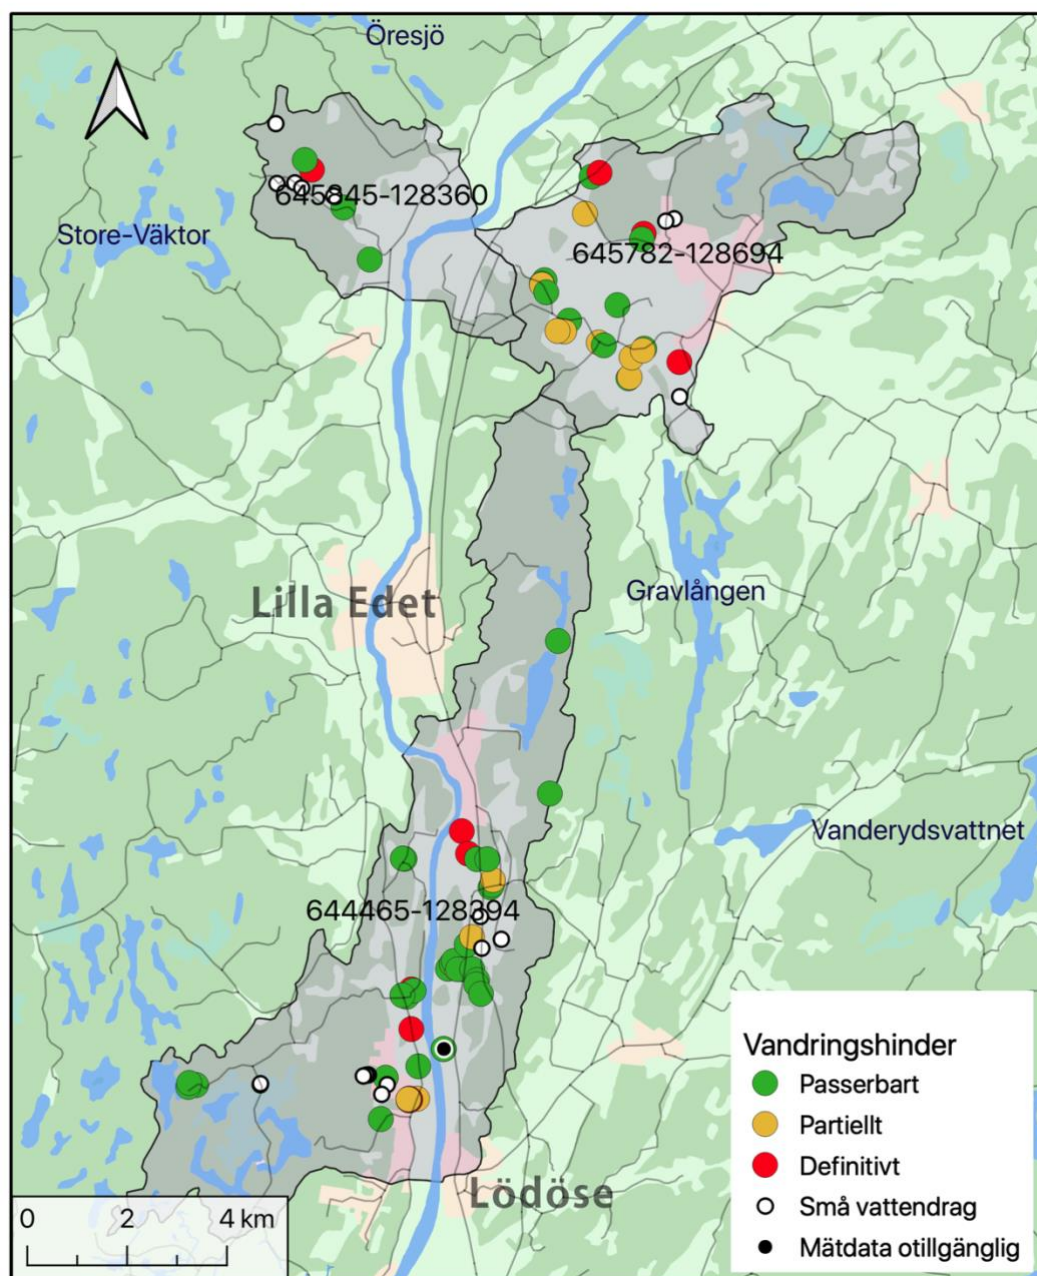 Öresjö
645845-128360
Store-Väktor
645782-128694
Gravlången
Lilla Edet
Vanderydsvattnet
644465-128394
Vandringshinder
Passerbart
Partiellt
Definitivt
Små vattendrag
Mätdata otillgänglig
Lödöse
0 2 4 km